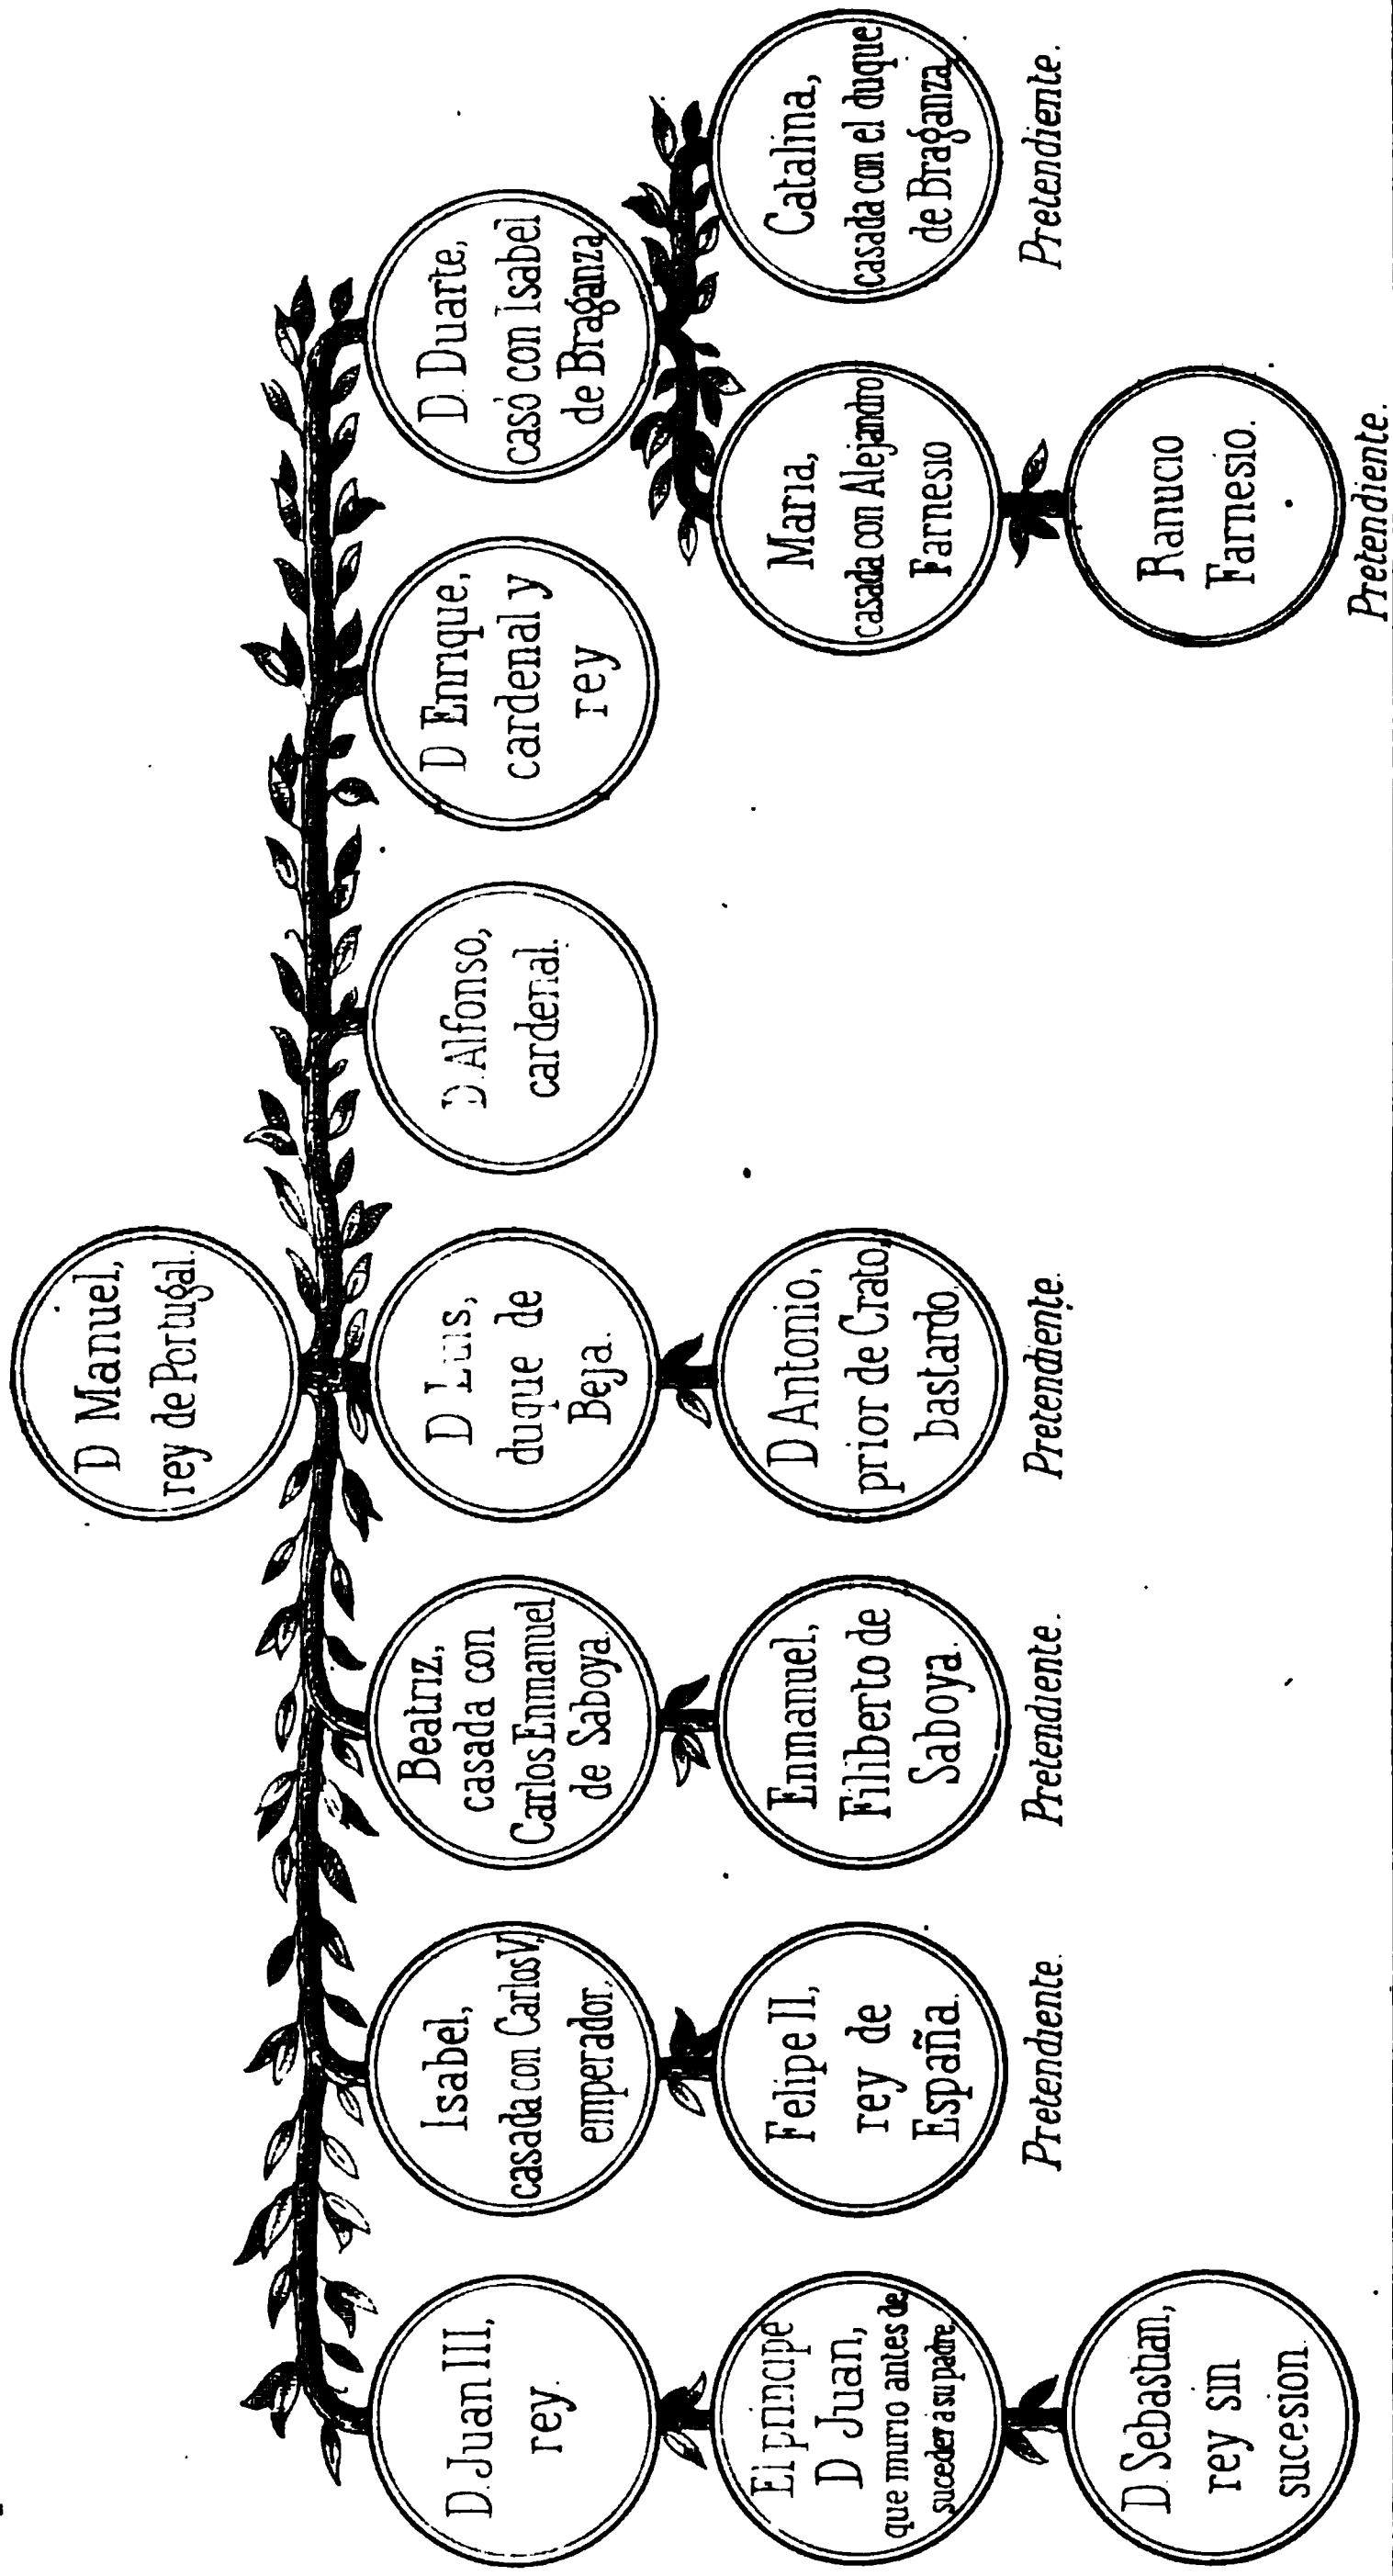 D Manuel,
rey de Portugal.
D. Juan III,
rey.
Isabel,
casada con Carlos V,
emperador.
Beatriz,
casada con
Carlos Enmanuel
de Saboya.
D Luis,
duque de
Beja.
D. Alfonso,
cardenal.
D Enrique,
cardenal y
rey
D. Duarte,
casó con Isabel
de Braganza
El principe
D Juan,
que murio antes de
suceder a su padre.
Felipe II,
rey de
España.
Pretendiente.
Enmanuel,
Filiberto de
Saboya.
Pretendiente.
D Antonio,
prior de Crato,
bastardo.
Pretendiente.
Maria,
casada con Alejandro
Farnesio
Catalina,
casada con el duque
de Braganza
Pretendiente.
D. Sebastian,
rey sin
sucesion.
Ranucio
Farnesio.
Pretendiente.